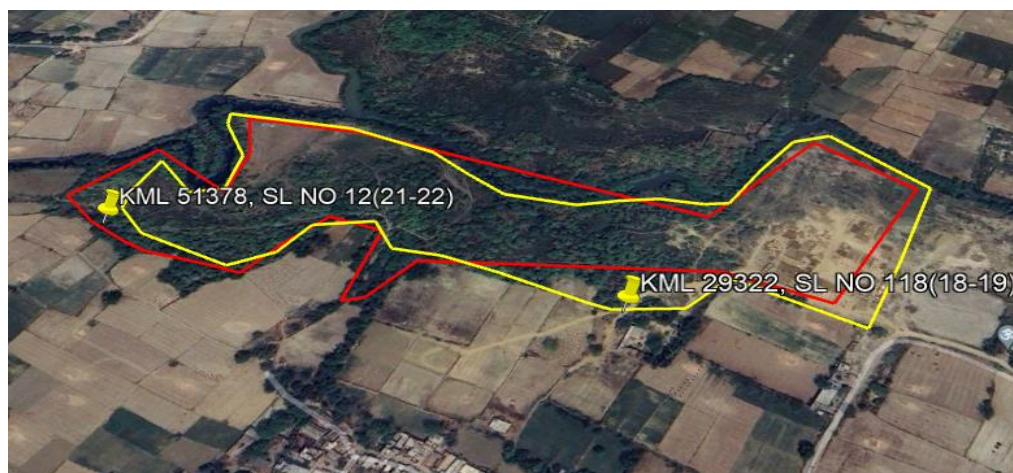 KML 51378, SL NO 12(21-22)
KML 29322, SL NO 118(18-19)